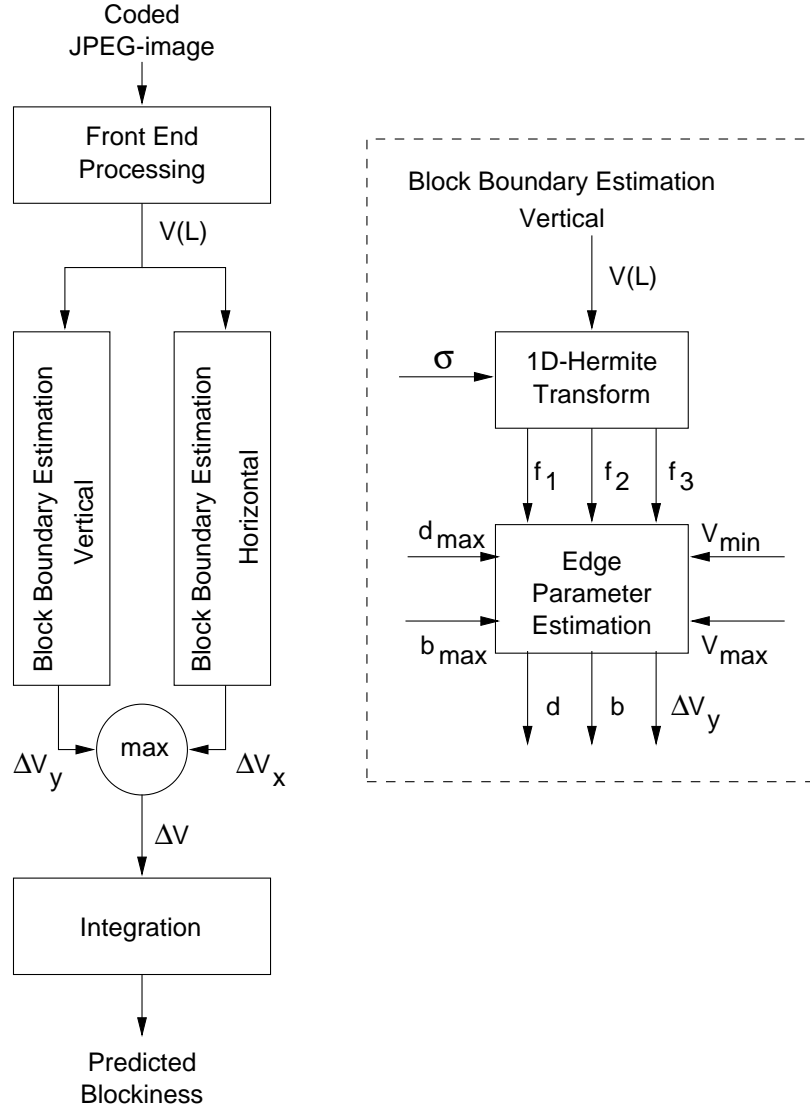 Coded
JPEG-image
Front End
Processing
V(L)
Block Boundary Estimation
Vertical
Block Boundary Estimation
Horizontal
ΔV_y
max
ΔV_x
ΔV
Integration
Predicted
Blockiness
Block Boundary Estimation
Vertical
V(L)
σ
1D-Hermite
Transform
f_1 f_2 f_3
d_max
V_min
Edge
Parameter
Estimation
b_max
V_max
d b ΔV_y